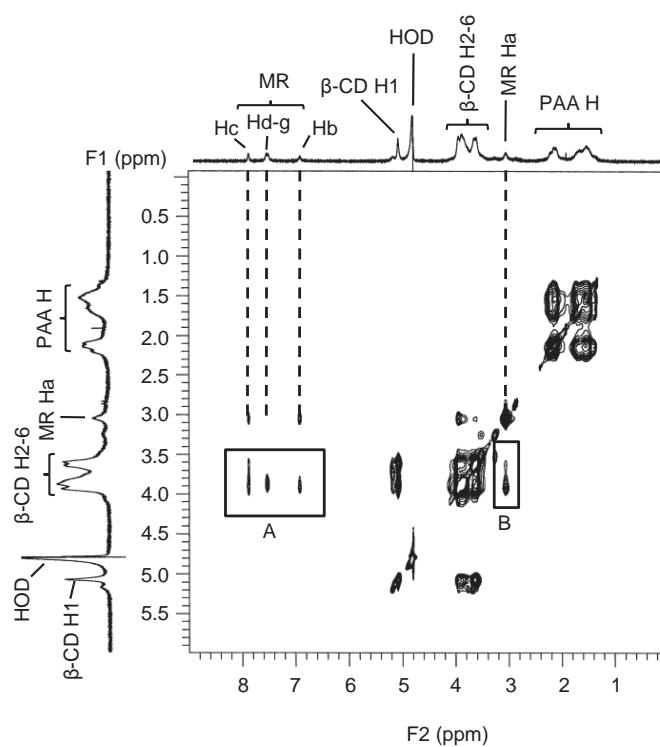 HOD
β-CD H2-6
MR Ha
MR
β-CD H1
PAA H
Hc
Hd-g
Hb
F1 (ppm)
0.5
1.0
1.5
2.0
2.5
3.0
3.5
4.0
4.5
5.0
5.5
PAA H
MR Ha
β-CD H2-6
HOD
β-CD H1
A
B
8
7
6
5
4
3
2
1
0
F2 (ppm)